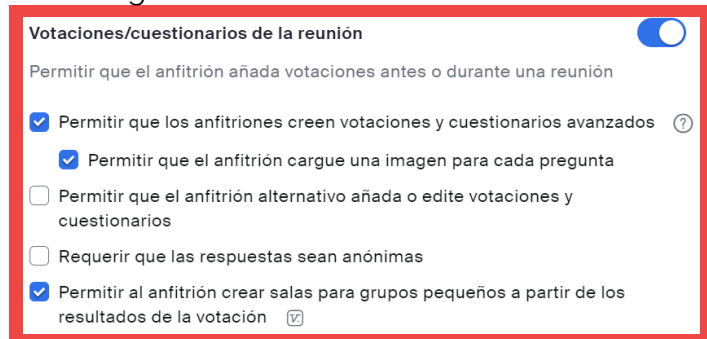 Votaciones/cuestionarios de la reunión
Permitir que el anfitrión añada votaciones antes o durante una reunión
Permitir que los anfitriones creen votaciones y cuestionarios avanzados ?
Permitir que el anfitrión cargue una imagen para cada pregunta
Permitir que el anfitrión alternativo añada o edite votaciones y
cuestionarios
Requerir que las respuestas sean anónimas
Permitir al anfitrión crear salas para grupos pequeños a partir de los
resultados de la votación